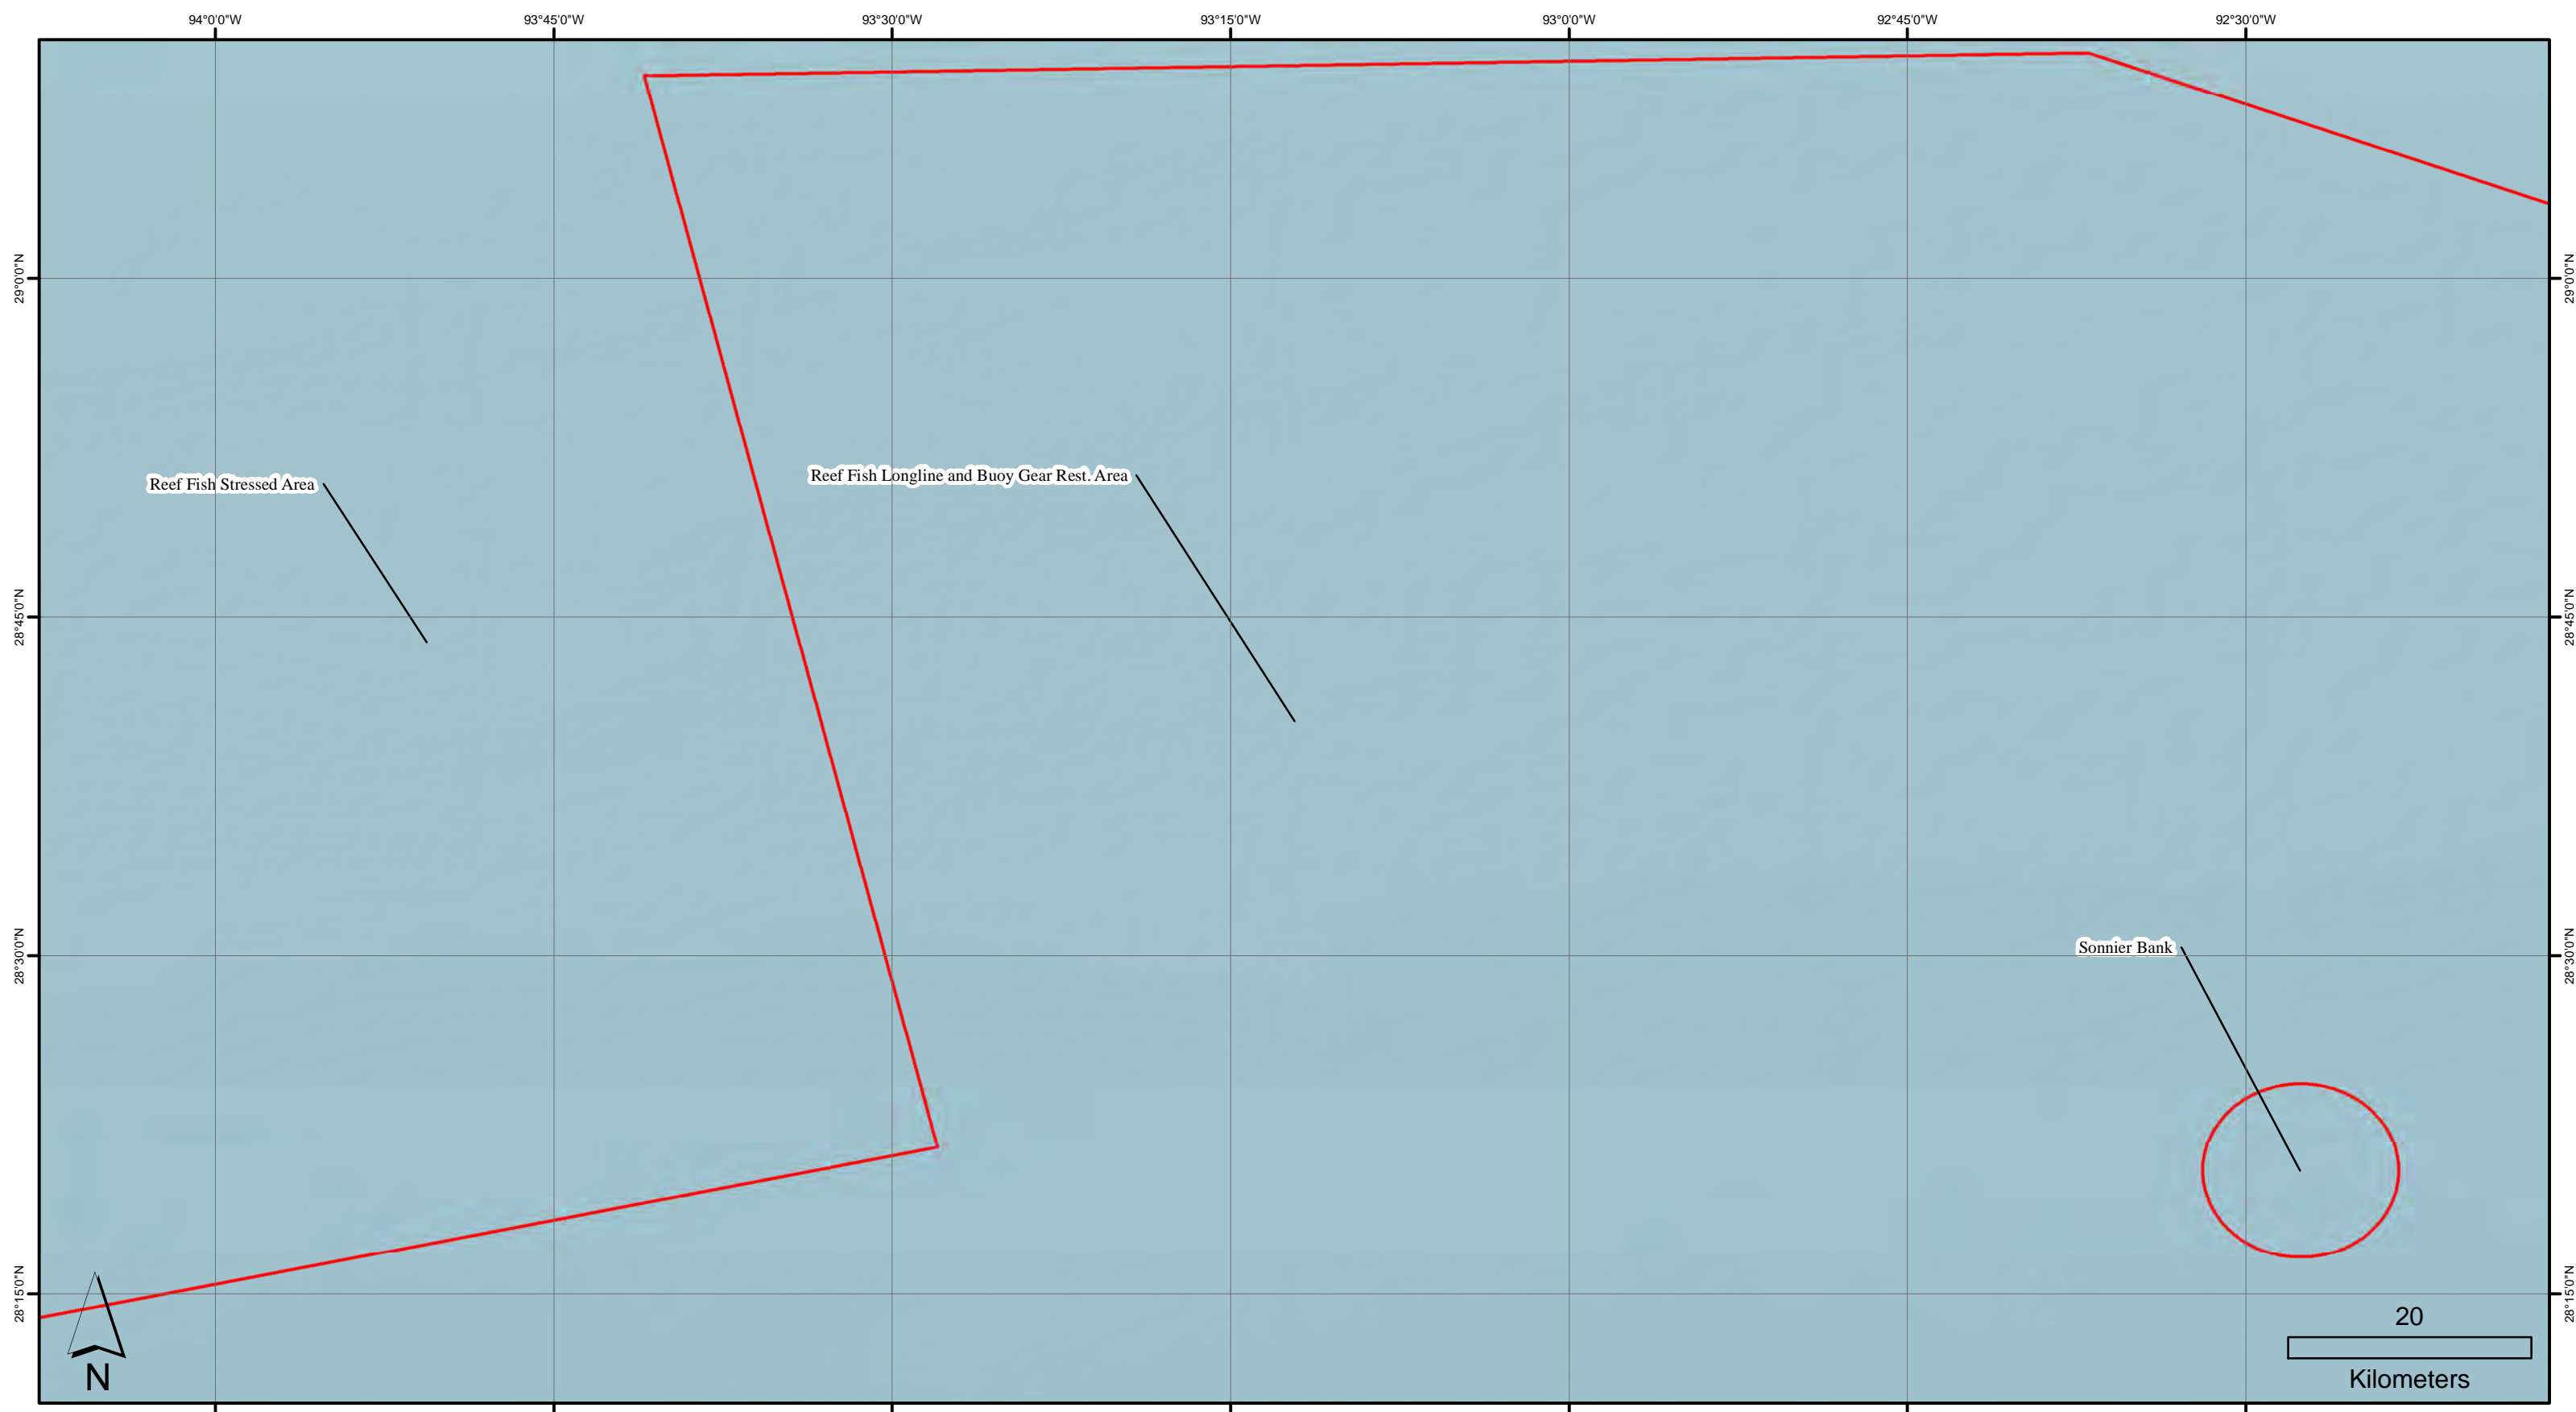 94°0'0"W
93°45'0"W
93°30'0"W
93°15'0"W
93°0'0"W
92°45'0"W
92°30'0"W
29°0'0"N
29°0'0"N
Reef Fish Stressed Area
Reef Fish Longline and Buoy Gear Rest. Area
28°45'0"N
28°45'0"N
Sonnier Bank
28°30'0"N
28°30'0"N
28°15'0"N
28°15'0"N
20
Kilometers
N